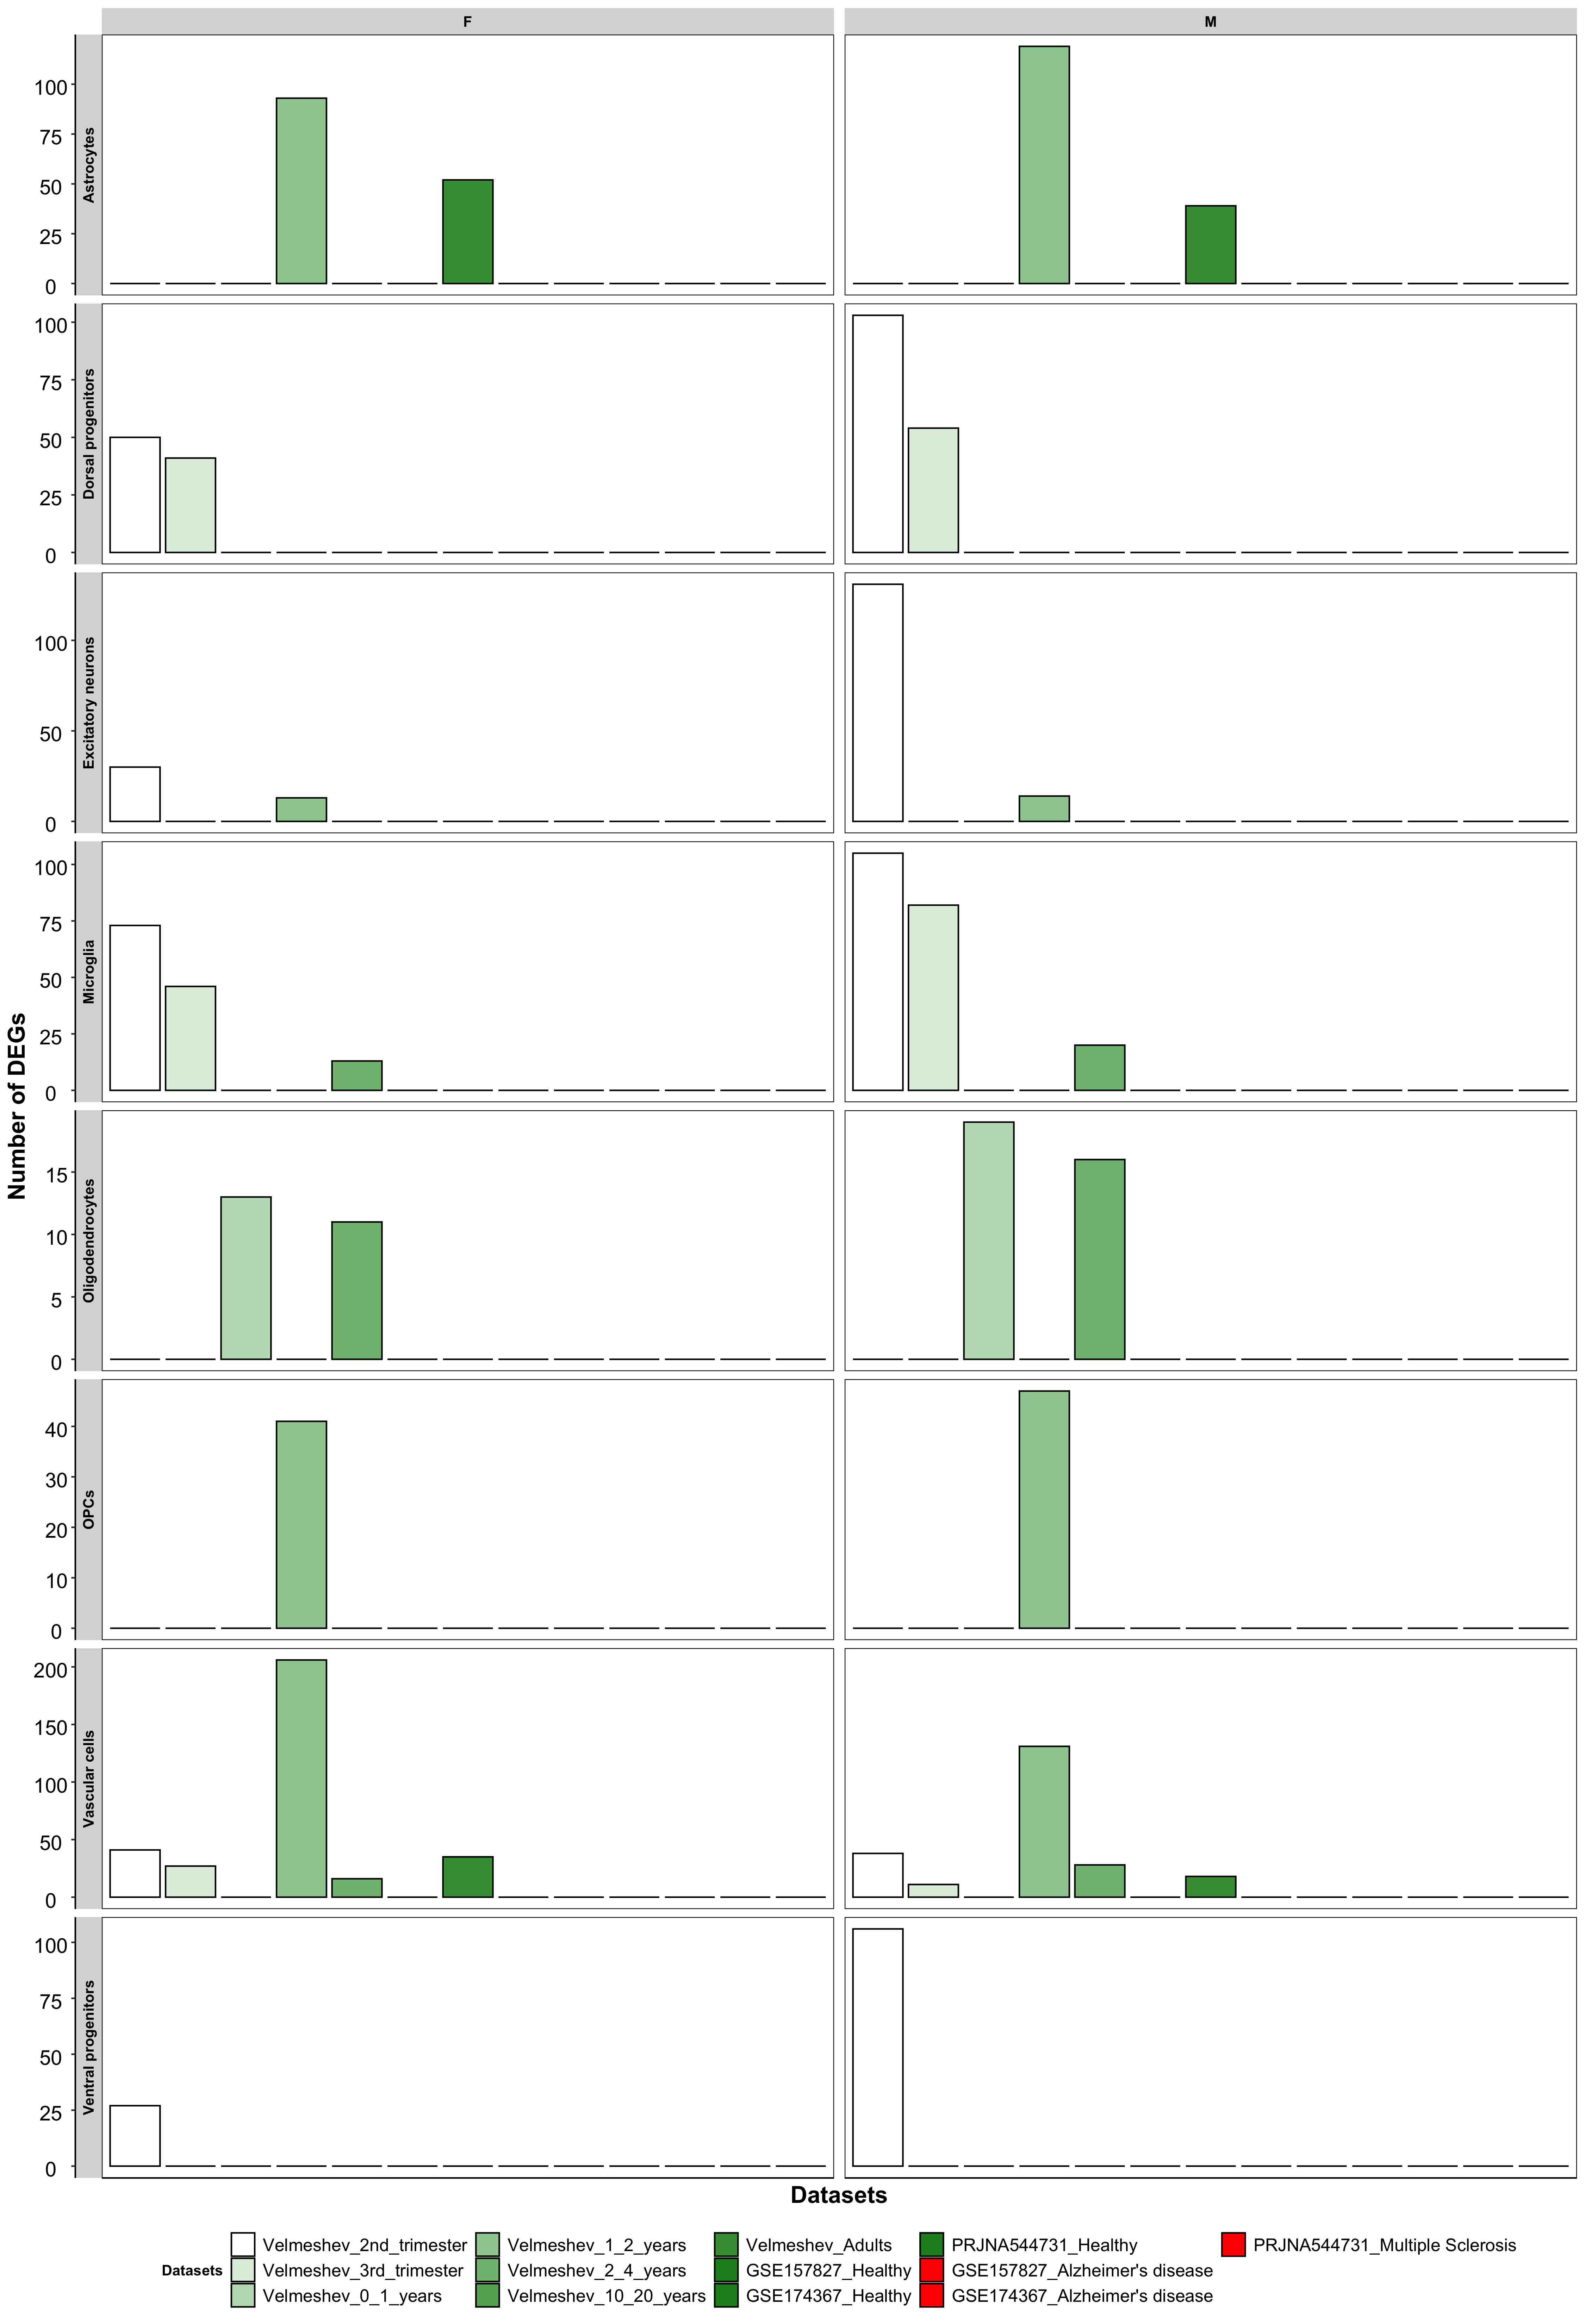 F
M
Number of DEGs
Astrocytes
100
75
50
25
0
Dorsal progenitors
100
75
50
25
0
Excitatory neurons
100
50
0
Microglia
100
75
50
25
0
Oligodendrocytes
15
10
5
0
OPCs
40
30
20
10
0
Vascular cells
200
150
100
50
0
Ventral progenitors
100
75
50
25
0
Datasets
Datasets
Velmeshev_2nd_trimester
Velmeshev_3rd_trimester
Velmeshev_0_1_years
Velmeshev_1_2_years
Velmeshev_2_4_years
Velmeshev_10_20_years
Velmeshev_Adults
GSE157827_Healthy
GSE174367_Healthy
PRJNA544731_Healthy
GSE157827_Alzheimer's disease
GSE174367_Alzheimer's disease
PRJNA544731_Multiple Sclerosis